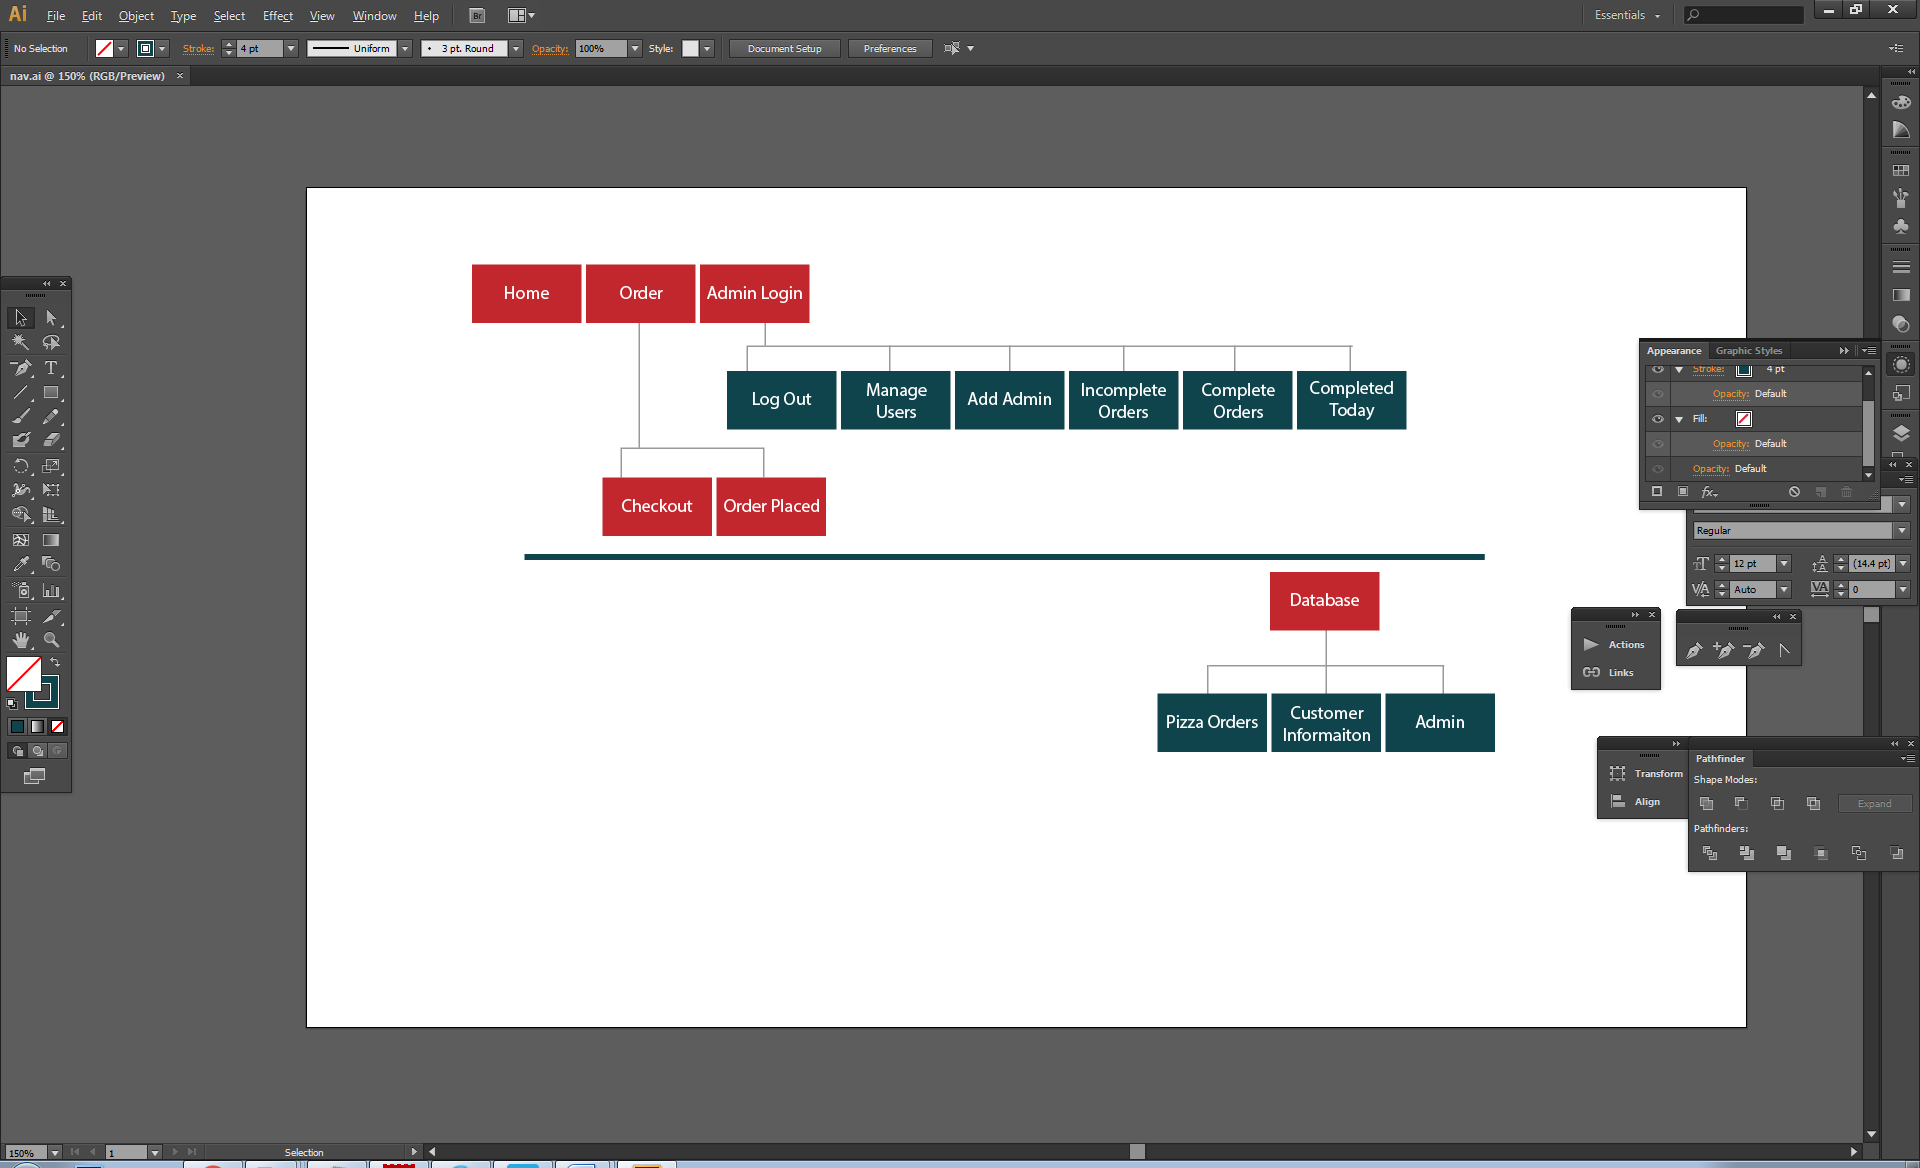 Ai File Edit Object Type Select Effect View Window Help Br Essentials
No Selection Stroke: 4 pt Uniform 3 pt. Round Opacity: 100% Style: Document Setup Preferences
nav.ai @ 150% (RGB/Preview)
Home Order Admin Login
Log Out Manage Users Add Admin Incomplete Orders Complete Orders Completed Today
Checkout Order Placed
Database
Pizza Orders Customer Informaiton Admin
Appearance Graphic Styles
Stroke: 4 pt
Opacity: Default
Fill:
Opacity: Default
Opacity: Default
fx
Regular
12 pt (14.4 pt)
Auto 0
Actions
Links
Transform
Align
Pathfinder
Shape Modes:
Expand
Pathfinders:
150% 1 Selection